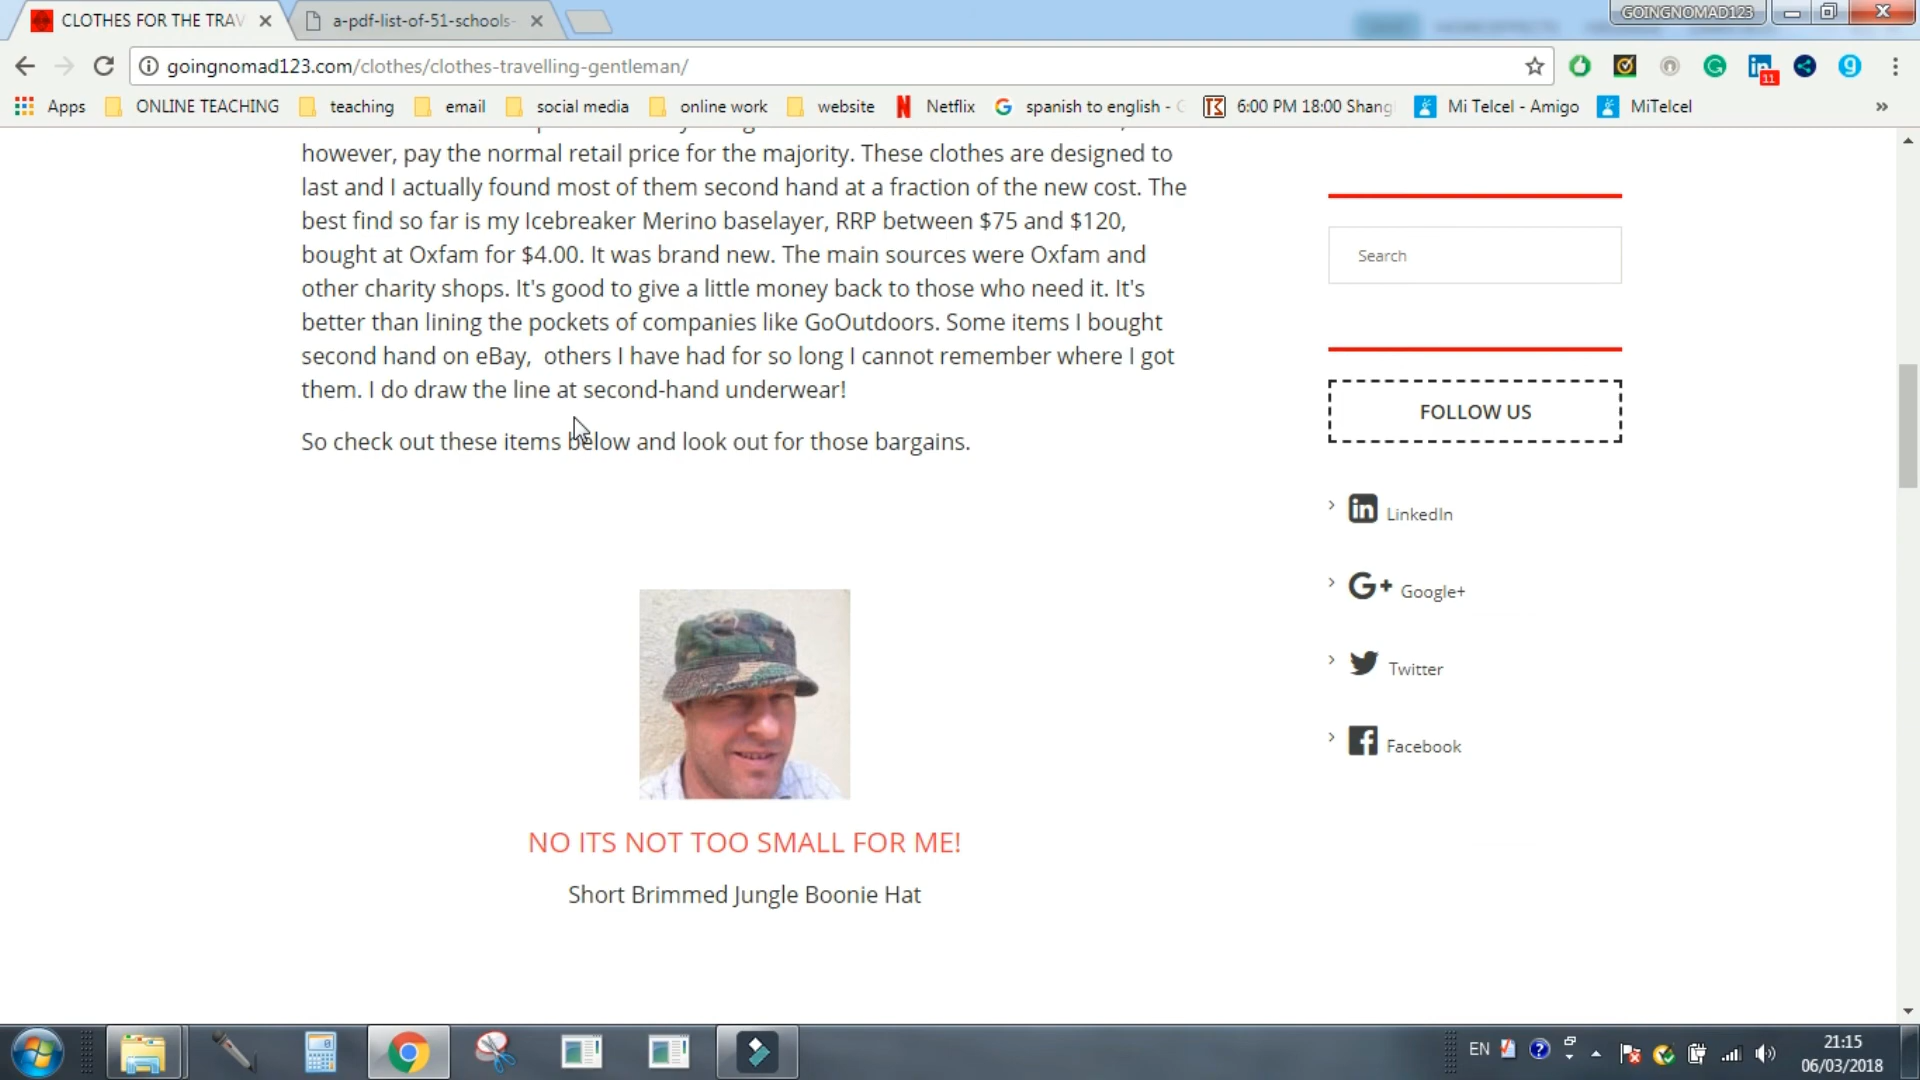 CLOTHES FOR THE TRAV
a-pdf-list-of-51-schools-
GOINGNOMAD123
goingnomad123.com/clothes/clothes-travelling-gentleman/
11
Apps
ONLINE TEACHING
teaching
email
social media
online work
website
Netflix
spanish to english -
6:00 PM 18:00 Shang
Mi Telcel - Amigo
MiTelcel
»
however, pay the normal retail price for the majority. These clothes are designed to
last and I actually found most of them second hand at a fraction of the new cost. The
best find so far is my Icebreaker Merino baselayer, RRP between $75 and $120,
bought at Oxfam for $4.00. It was brand new. The main sources were Oxfam and
other charity shops. It's good to give a little money back to those who need it. It's
better than lining the pockets of companies like GoOutdoors. Some items I bought
second hand on eBay,  others I have had for so long I cannot remember where I got
them. I do draw the line at second-hand underwear!
So check out these items below and look out for those bargains.
NO ITS NOT TOO SMALL FOR ME!
Short Brimmed Jungle Boonie Hat
Search
FOLLOW US
LinkedIn
Google+
Twitter
Facebook
EN
21:15
06/03/2018